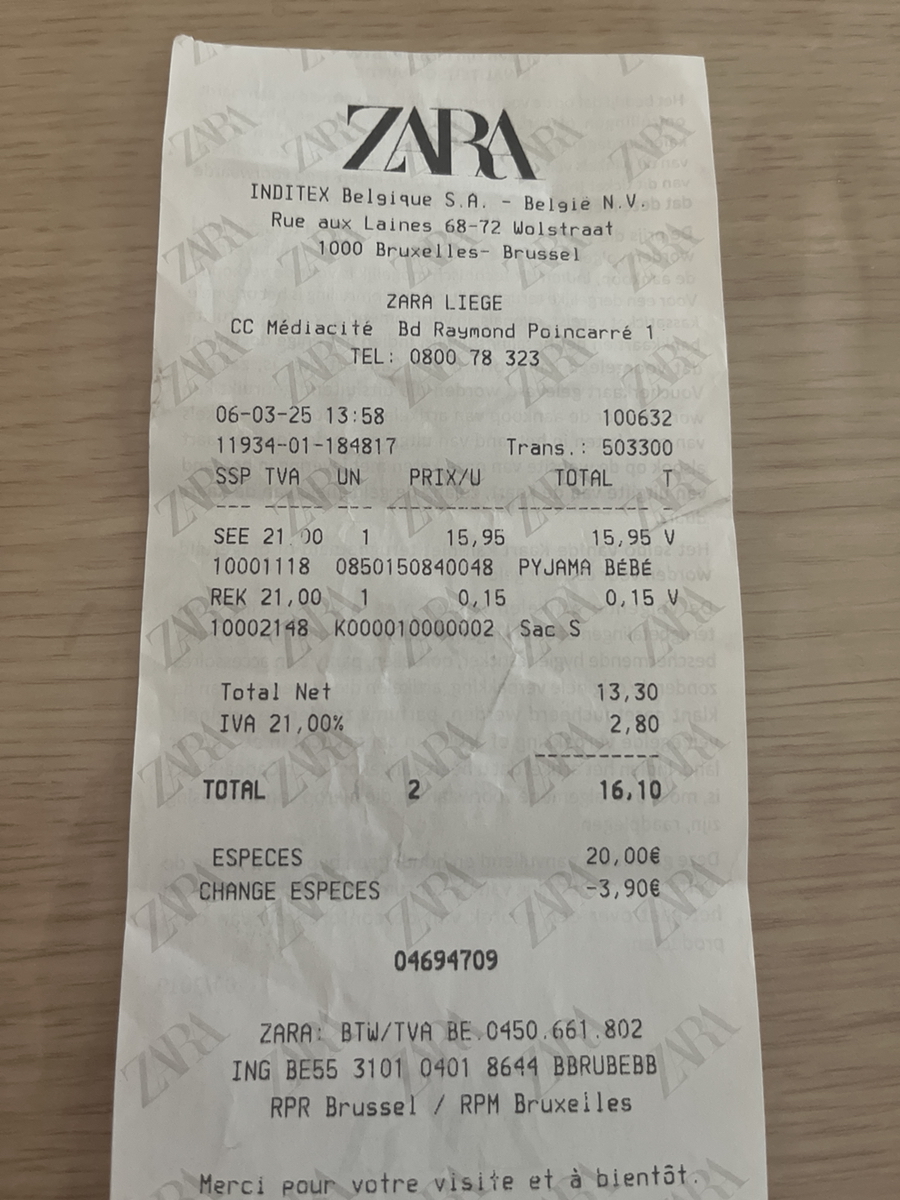 ZARA
INDITEX Belgique S.A. - België N.V.
Rue aux Laines 68-72 Wolstraat
1000 Bruxelles- Brussel
ZARA LIEGE
CC Médiacité Bd Raymond Poincarré 1
TEL: 0800 78 323
06-03-25 13:58 100632
11934-01-184817 Trans.: 503300
SSP TVA UN PRIX/U TOTAL T
--- ---- --- ------------ ------------ -
SEE 21.00 1 15,95 15,95 V
10001118 0850150840048 PYJAMA BÉBÉ
REK 21,00 1 0,15 0,15 V
10002148 K000010000002 Sac S
Total Net 13,30
IVA 21,00% 2,80
------------
TOTAL 2 16,10
ESPECES 20,00€
CHANGE ESPECES -3,90€
04694709
ZARA: BTW/TVA BE.0450.661.802
ING BE55 3101 0401 8644 BBRUBEBB
RPR Brussel / RPM Bruxelles
Merci pour votre visite et à bientôt.